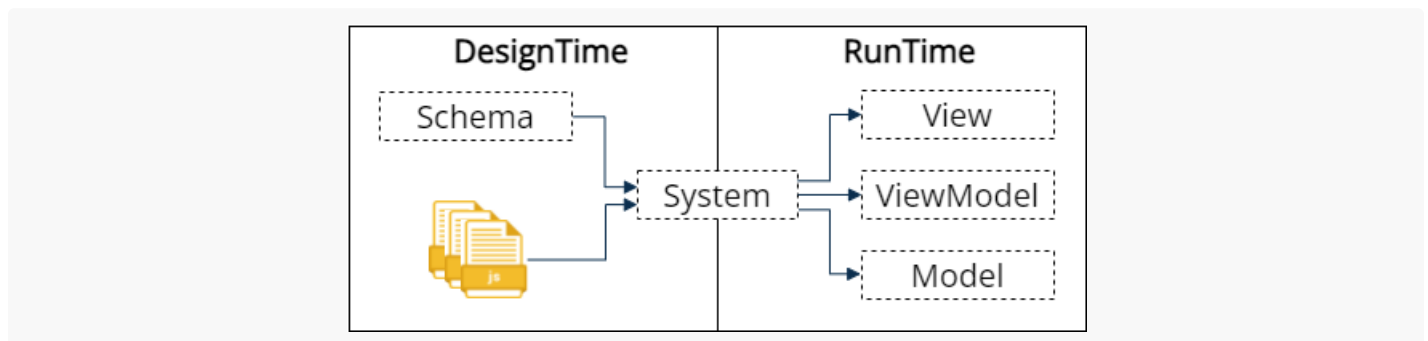 DesignTime
RunTime
Schema
View
System
ViewModel
js
Model